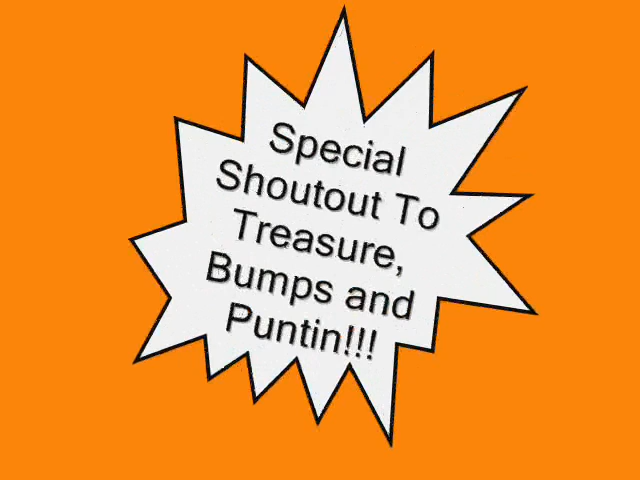 Special
Shoutout To
Treasure,
Bumps and
Puntin!!!